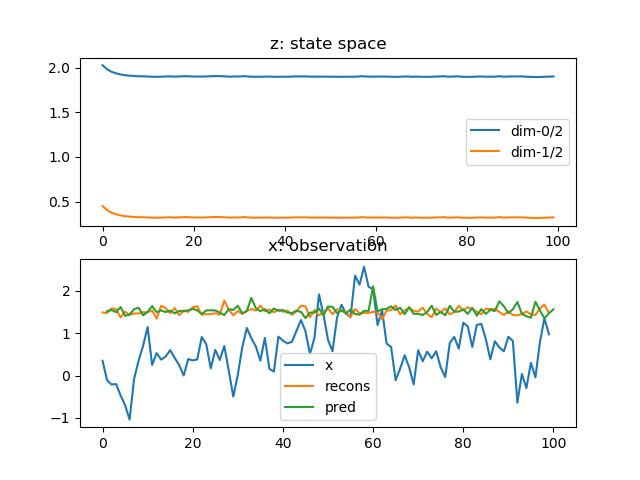 z: state space
2.0
1.5
1.0
0.5
dim-0/2
dim-1/2
0 20 40 60 80 100
x: observation
2
1
0
−1
x
recons
pred
0 20 40 60 80 100